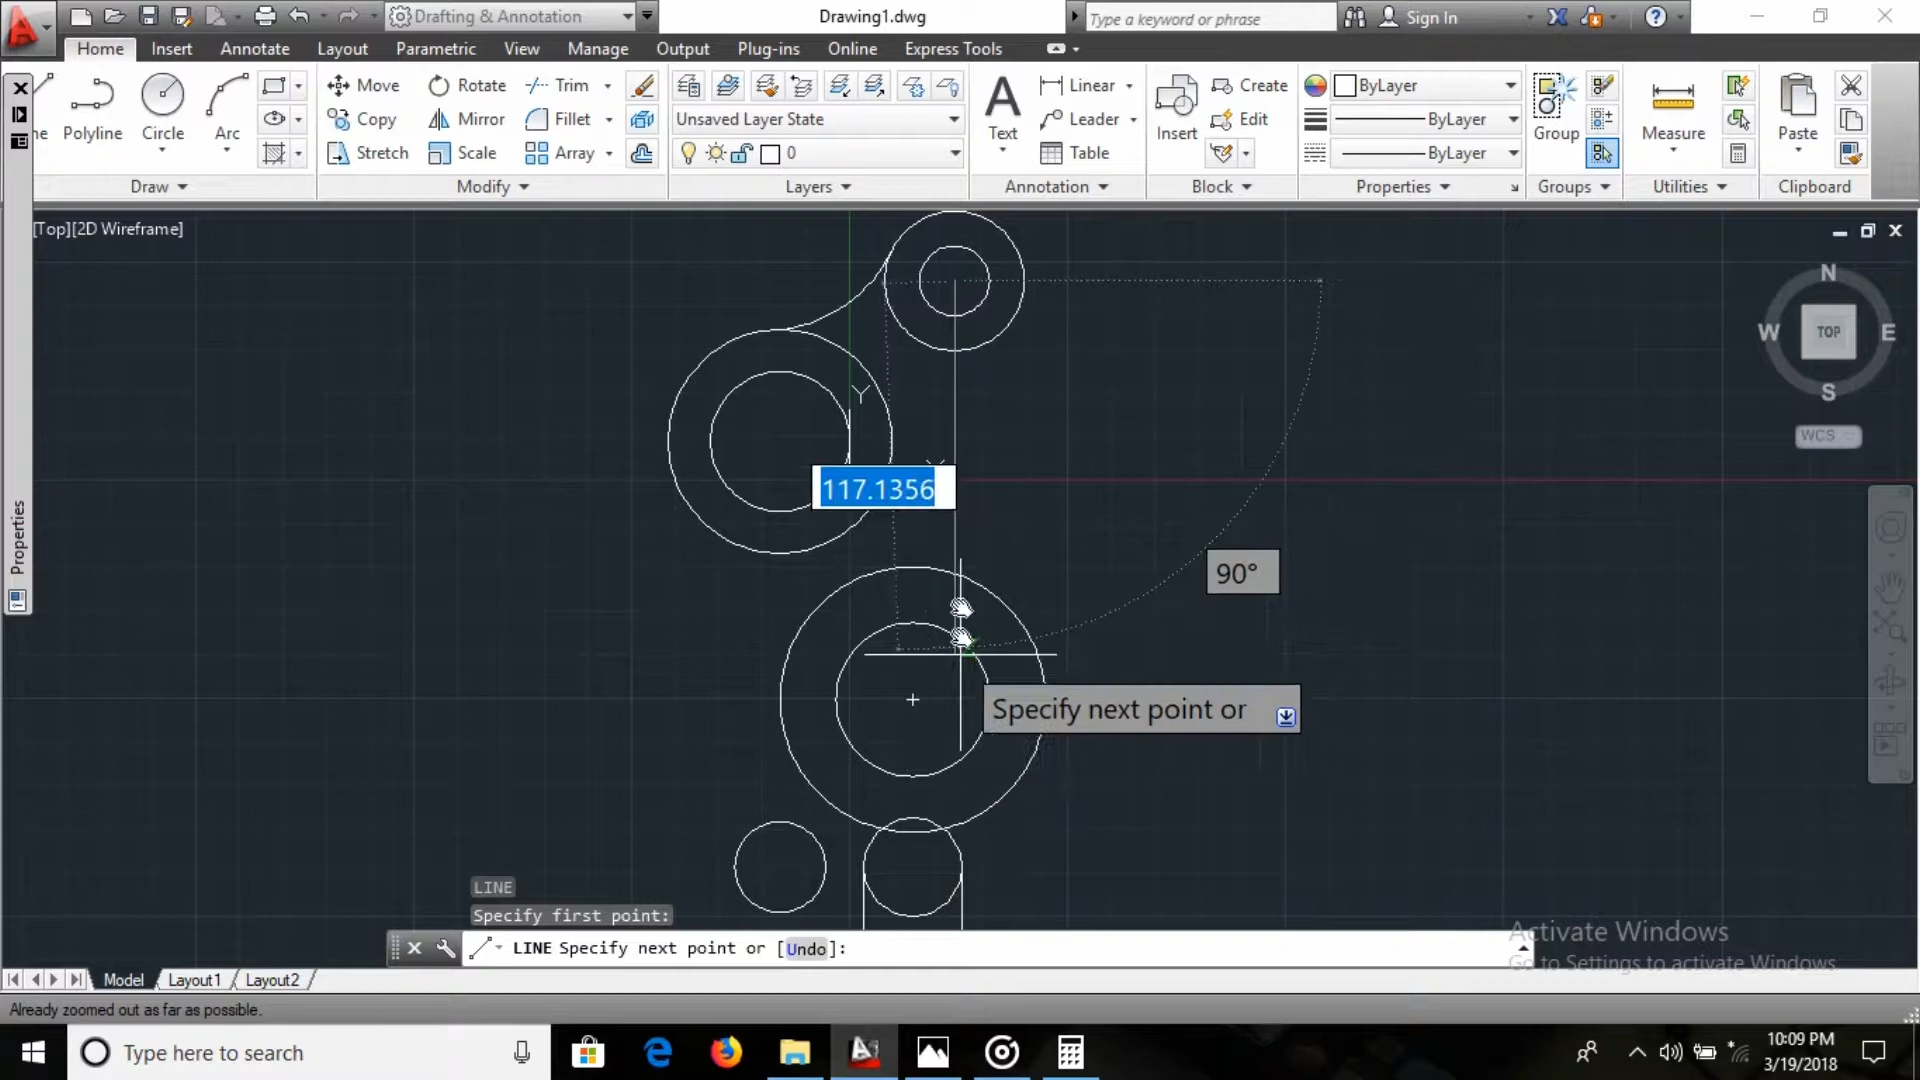 Drafting & Annotation
Drawing1.dwg
Type a keyword or phrase
Sign In
Home
Insert
Annotate
Layout
Parametric
View
Manage
Output
Plug-ins
Online
Express Tools
Polyline
Circle
Arc
Draw
Move
Rotate
Trim
Copy
Mirror
Fillet
Stretch
Scale
Array
Modify
Unsaved Layer State
0
Layers
Text
Linear
Leader
Table
Annotation
Insert
Create
Edit
Block
ByLayer
ByLayer
ByLayer
Properties
Group
Groups
Measure
Utilities
Paste
Clipboard
[Top][2D Wireframe]
N
W
TOP
E
S
WCS
Properties
Y
117.1356
90°
Specify next point or
LINE
Specify first point:
LINE Specify next point or [Undo]:
Activate Windows
Go to Settings to activate Windows
Model
Layout1
Layout2
Already zoomed out as far as possible.
Type here to search
10:09 PM
3/19/2018